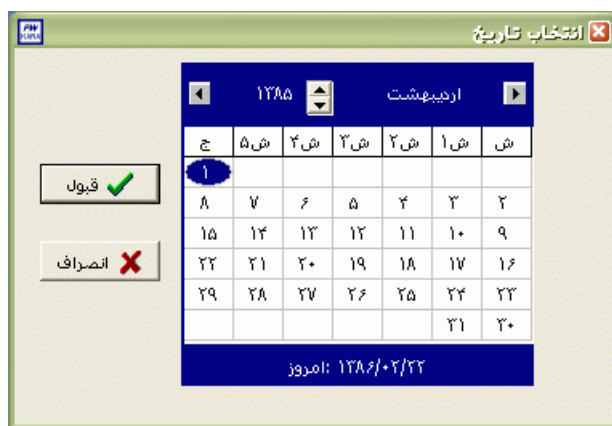 انتخاب تاریخ
اردیبهشت ۱۳۸۵
ش ش۱ ش۲ ش۳ ش۴ ش۵ ج
۱
۲ ۳ ۴ ۵ ۶ ۷ ۸
۹ ۱۰ ۱۱ ۱۲ ۱۳ ۱۴ ۱۵
۱۶ ۱۷ ۱۸ ۱۹ ۲۰ ۲۱ ۲۲
۲۳ ۲۴ ۲۵ ۲۶ ۲۷ ۲۸ ۲۹
۳۰ ۳۱
امروز: ۱۳۸۶/۰۲/۲۲
قبول
انصراف